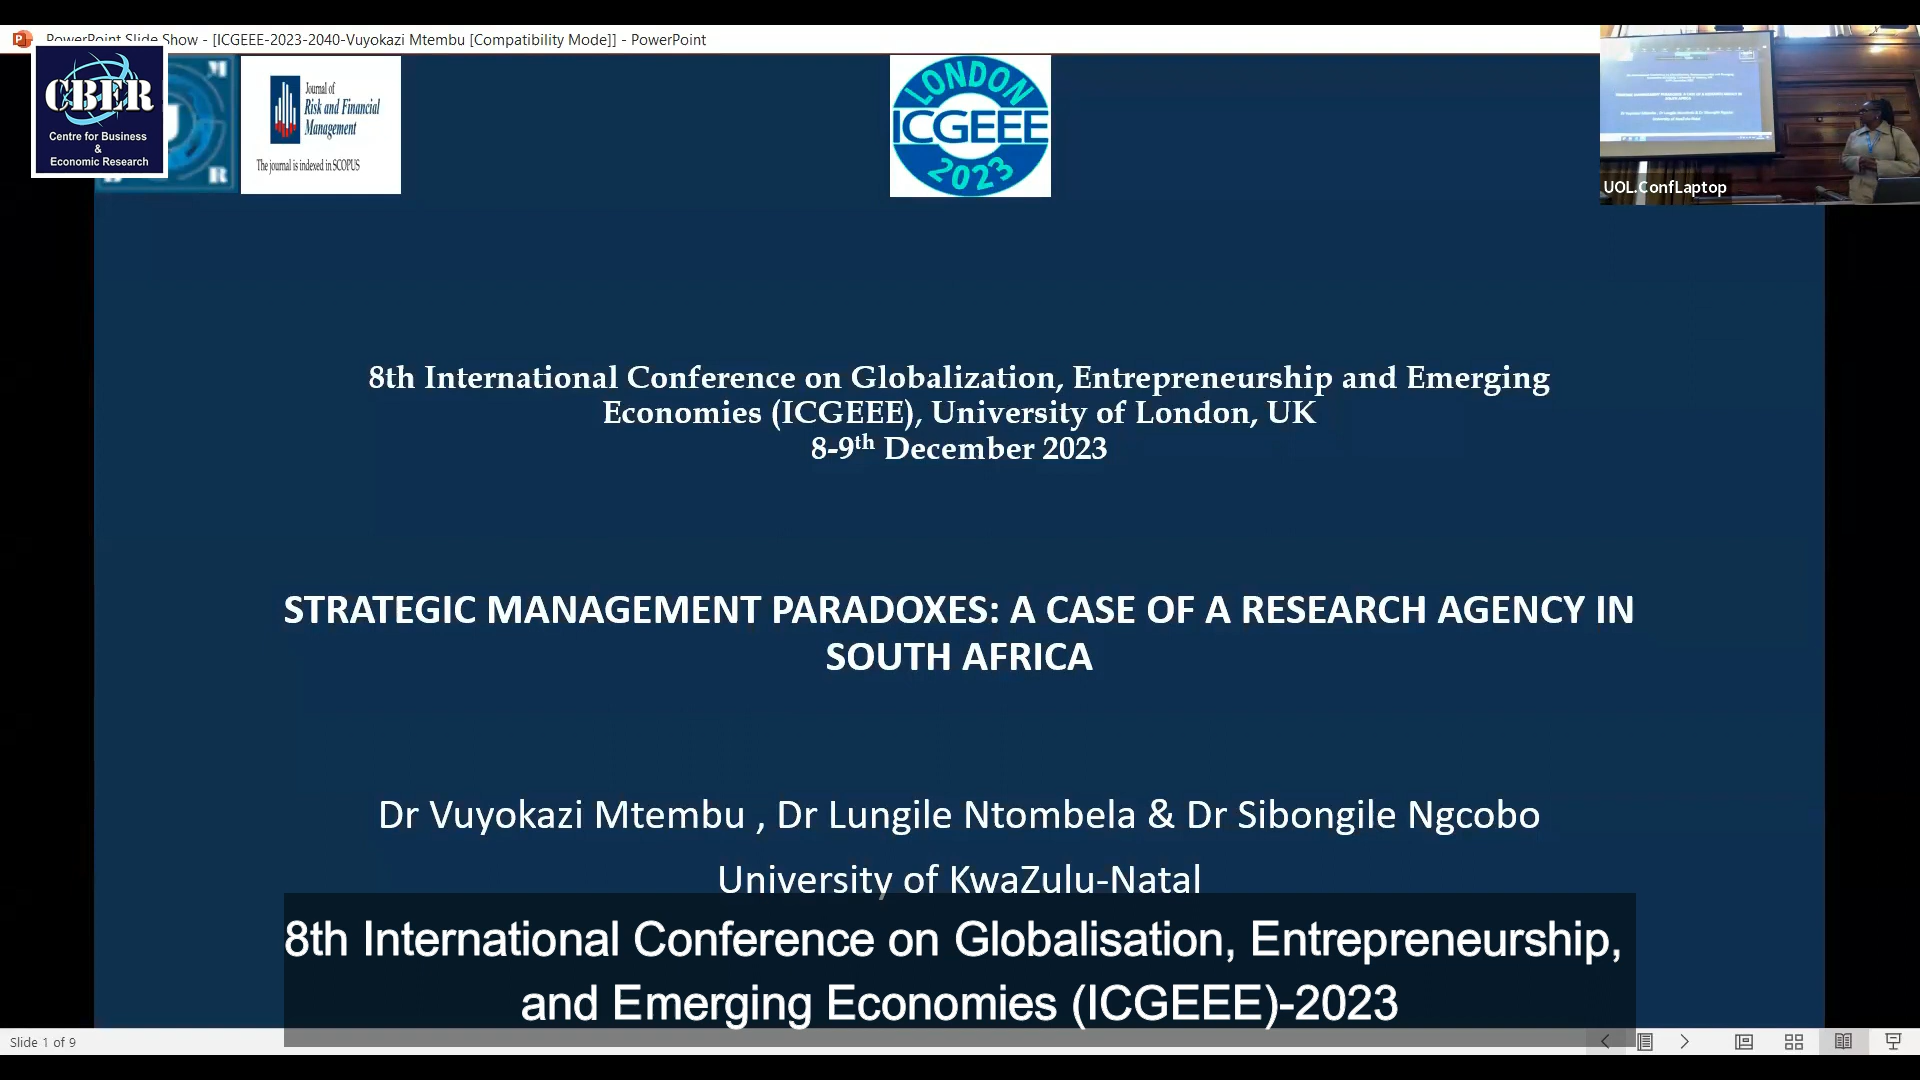 PowerPoint Slide Show - [ICGEEE-2023-2040-Vuyokazi Mtembu [Compatibility Mode]] - PowerPoint
CBER
Centre for Business
&
Economic Research
M
R
Journal of
Risk and Financial
Management
The journal is indexed in SCOPUS
LONDON
ICGEEE
2023
UOL.ConfLaptop
8th International Conference on Globalization, Entrepreneurship and Emerging
Economies (ICGEEE), University of London, UK
8-9th December 2023
STRATEGIC MANAGEMENT PARADOXES: A CASE OF A RESEARCH AGENCY IN
SOUTH AFRICA
Dr Vuyokazi Mtembu , Dr Lungile Ntombela & Dr Sibongile Ngcobo
University of KwaZulu-Natal
8th International Conference on Globalisation, Entrepreneurship,
and Emerging Economies (ICGEEE)-2023
Slide 1 of 9